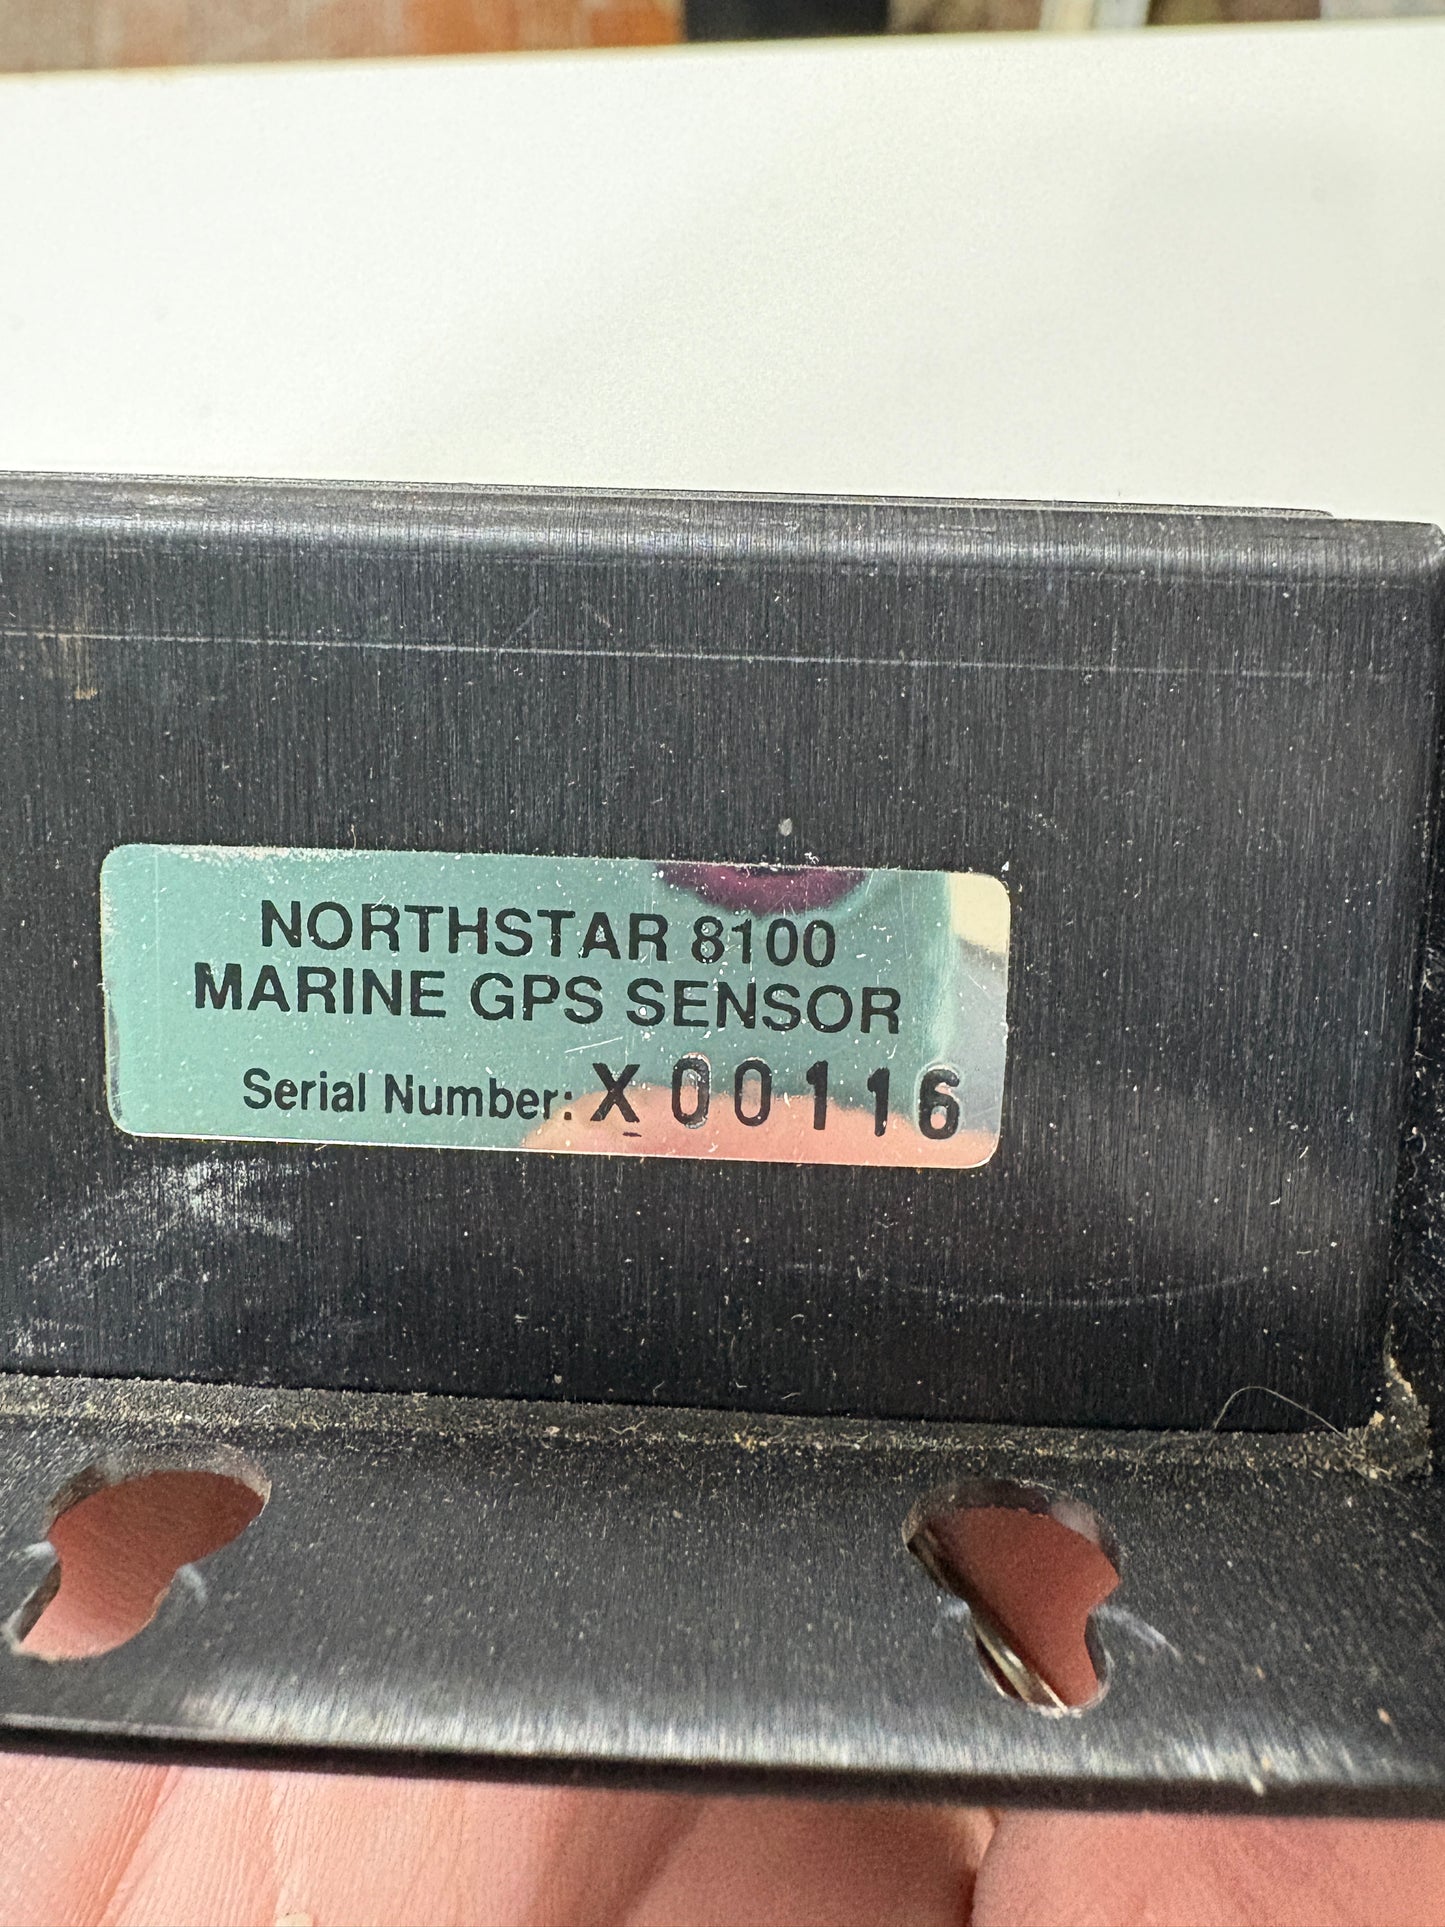 NORTHSTAR 8100
MARINE GPS SENSOR
Serial Number: X00116